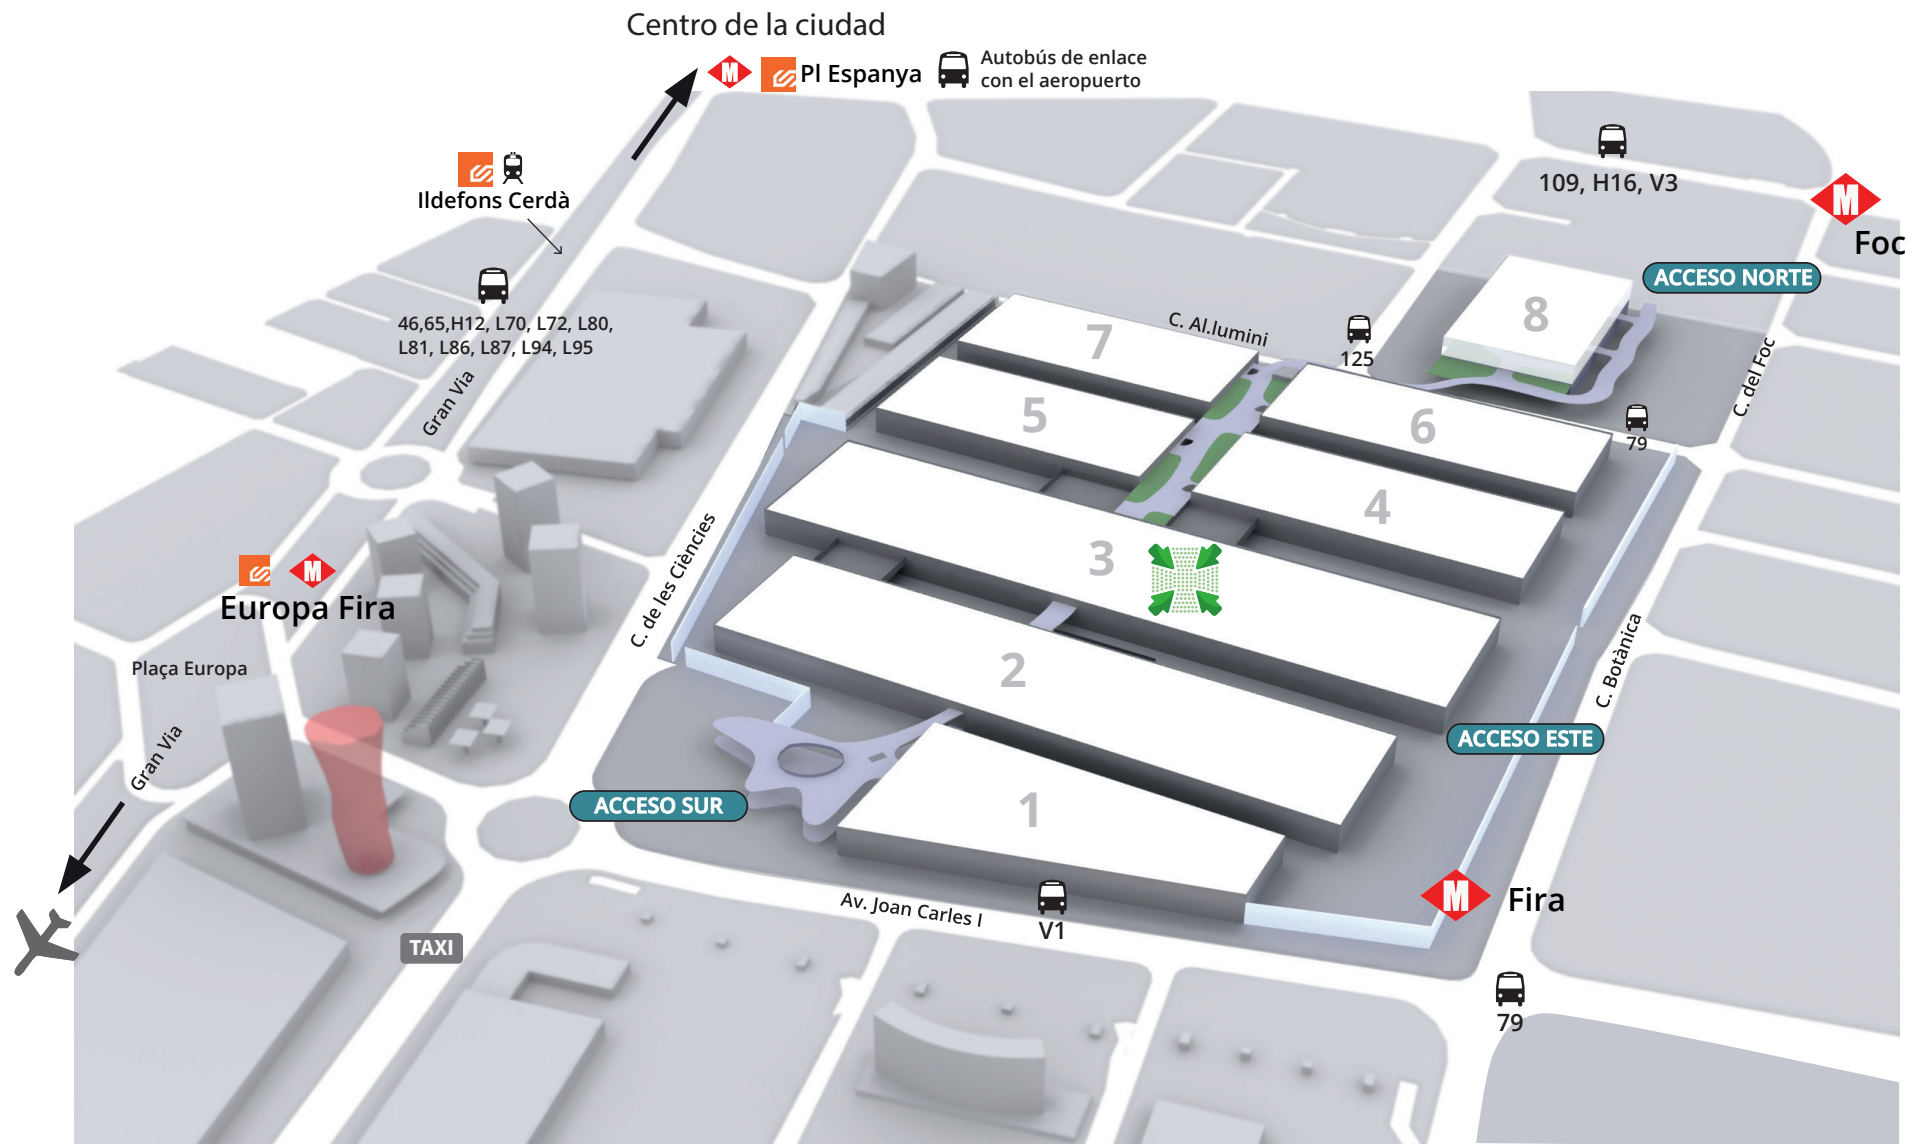 Centro de la ciudad
M
Pl Espanya
Autobús de enlace
con el aeropuerto
Ildefons Cerdà
109, H16, V3
M
Foc
ACCESO NORTE
46,65,H12, L70, L72, L80,
L81, L86, L87, L94, L95
Gran Via
C. Al.lumini
125
C. del Foc
79
8
7
5
6
4
3
2
1
C. de les Ciències
M
Europa Fira
Plaça Europa
Gran Via
C. Botànica
ACCESO ESTE
ACCESO SUR
M
Fira
Av. Joan Carles I
V1
TAXI
79